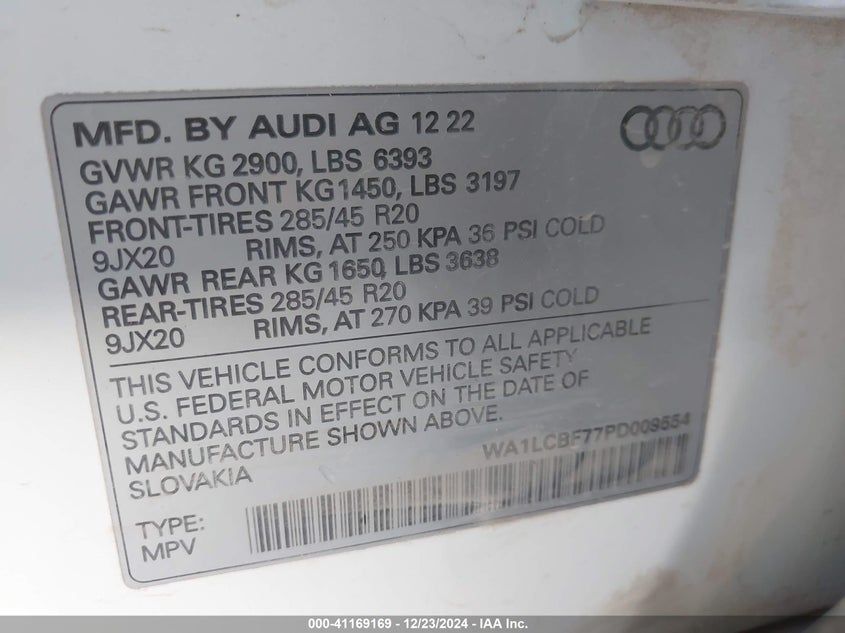 MFD. BY AUDI AG 12 22
GVWR KG 2900, LBS 6393
GAWR FRONT KG1450, LBS 3197
FRONT-TIRES 285/45 R20
9JX20 RIMS, AT 250 KPA 36 PSI COLD
GAWR REAR KG 1650, LBS 3638
REAR-TIRES 285/45 R20
9JX20 RIMS, AT 270 KPA 39 PSI COLD
THIS VEHICLE CONFORMS TO ALL APPLICABLE
U.S. FEDERAL MOTOR VEHICLE SAFETY
STANDARDS IN EFFECT ON THE DATE OF
MANUFACTURE SHOWN ABOVE.
SLOVAKIA
WA1LCBF77PD009554
TYPE:
MPV
000-41169169 - 12/23/2024 - IAA Inc.